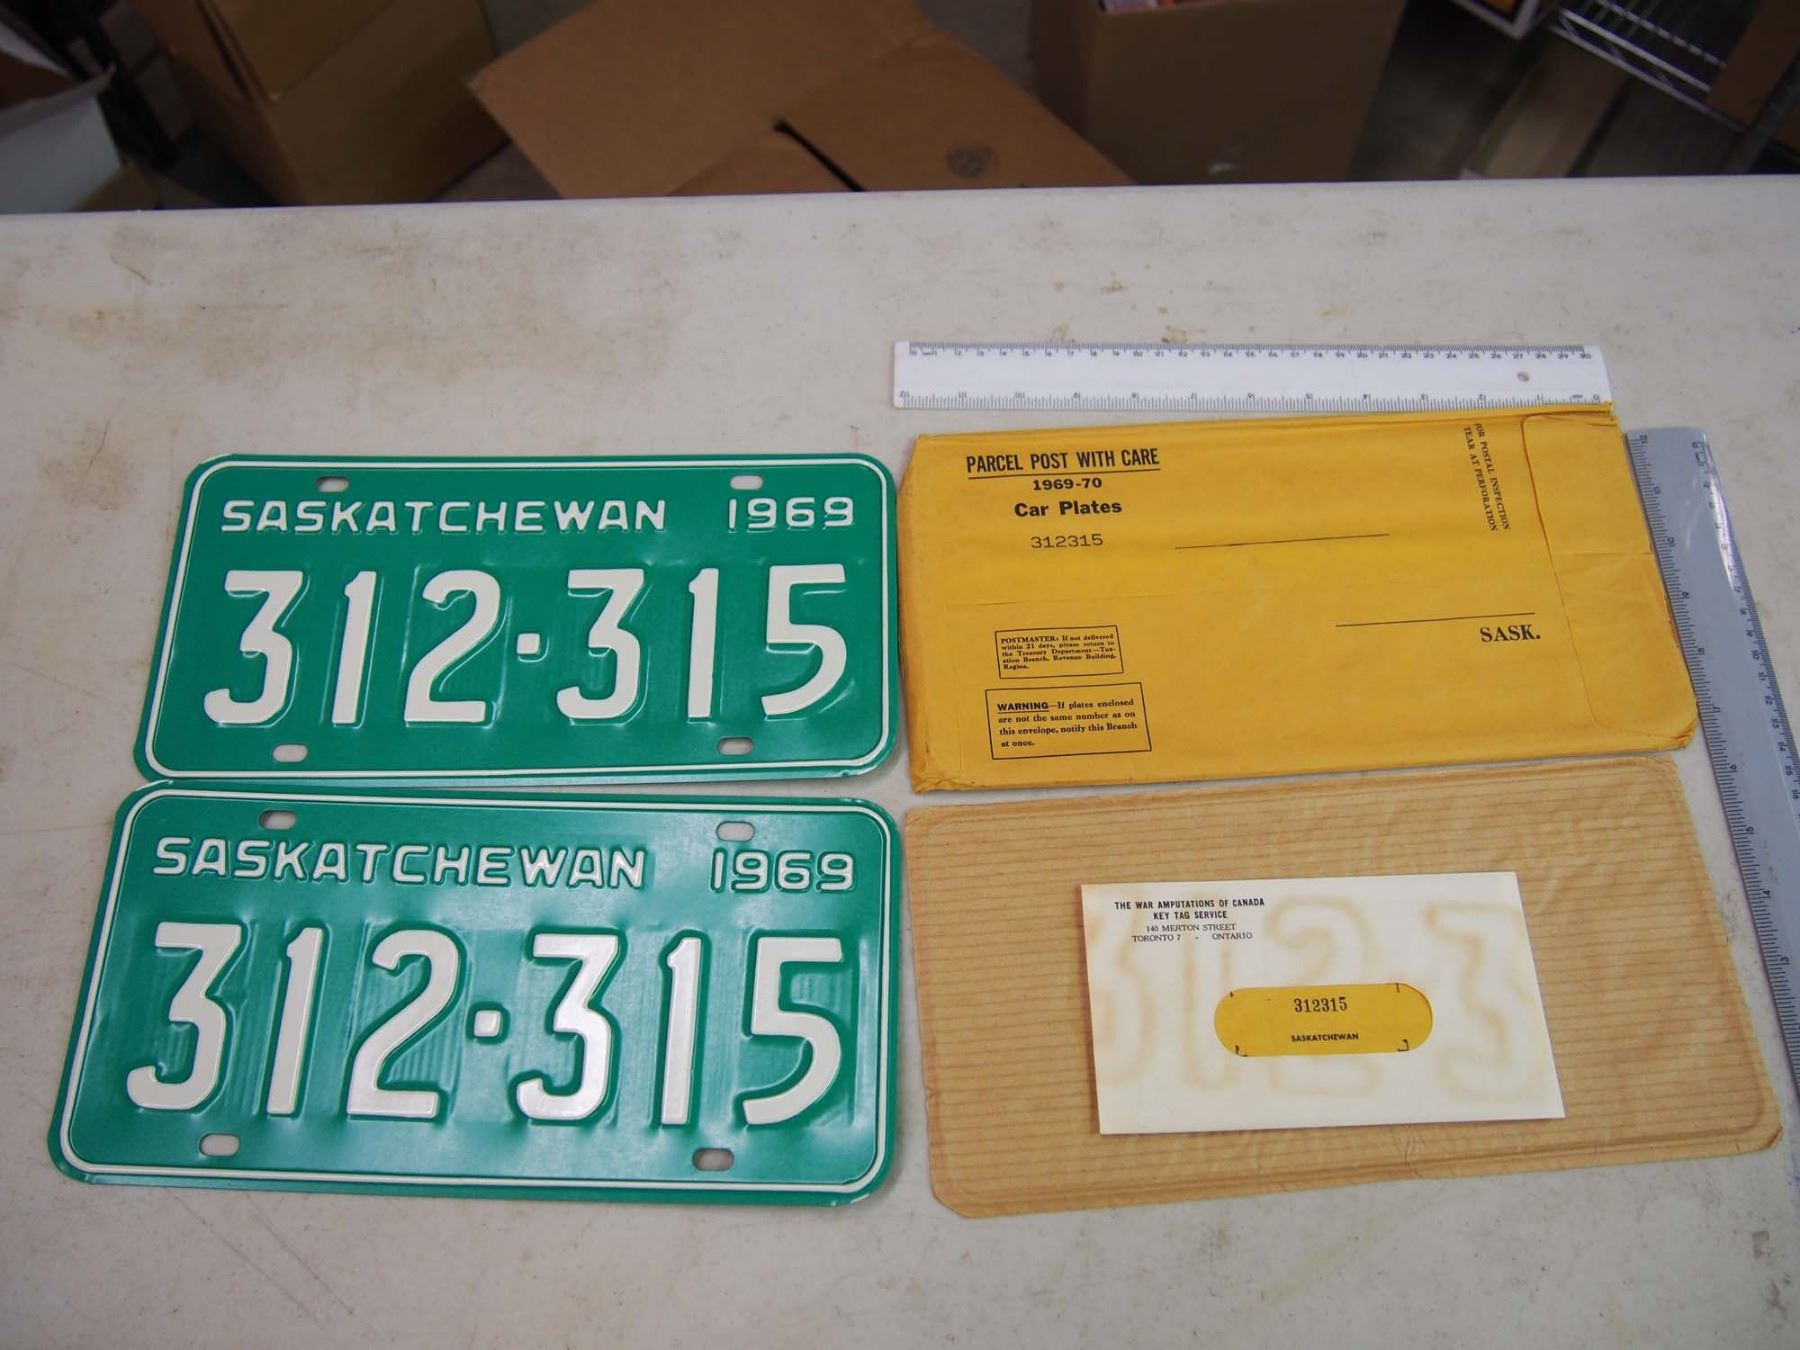 SASKATCHEWAN 1969
312·315
SASKATCHEWAN 1969
312·315
PARCEL POST WITH CARE
1969-70
Car Plates
312315
FOR POSTAL INSPECTION
TEAR AT PERFORATION
SASK.
POSTMASTER: If not delivered
within 21 days, please return to
the Treasury Department—Tax-
ation Branch, Revenue Building,
Regina.
WARNING—If plates enclosed
are not the same number as on
this envelope, notify this Branch
at once.
THE WAR AMPUTATIONS OF CANADA
KEY TAG SERVICE
140 MERTON STREET
TORONTO 7 - ONTARIO
312315
SASKATCHEWAN